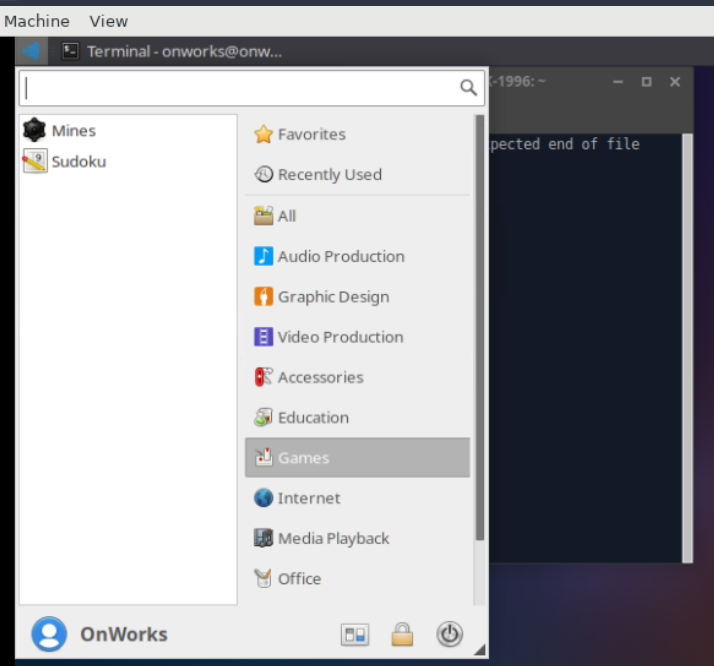 Machine View
Terminal - onworks@onw...
-1996: ~
pected end of file
Mines
Sudoku
Favorites
Recently Used
All
Audio Production
Graphic Design
Video Production
Accessories
Education
Games
Internet
Media Playback
Office
OnWorks